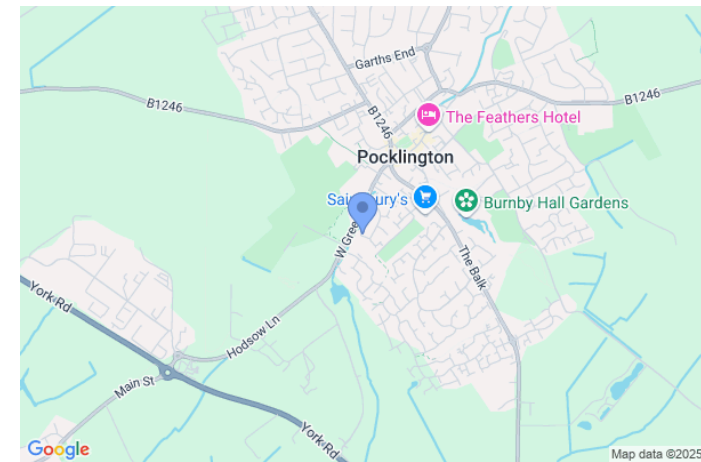 Garths End
B1246
B1246
B1246
The Feathers Hotel
Pocklington
Sainsbury's
Burnby Hall Gardens
W Gree
The Balk
York Rd
Hodsow Ln
Main St
York Rd
Google
Map data ©2025